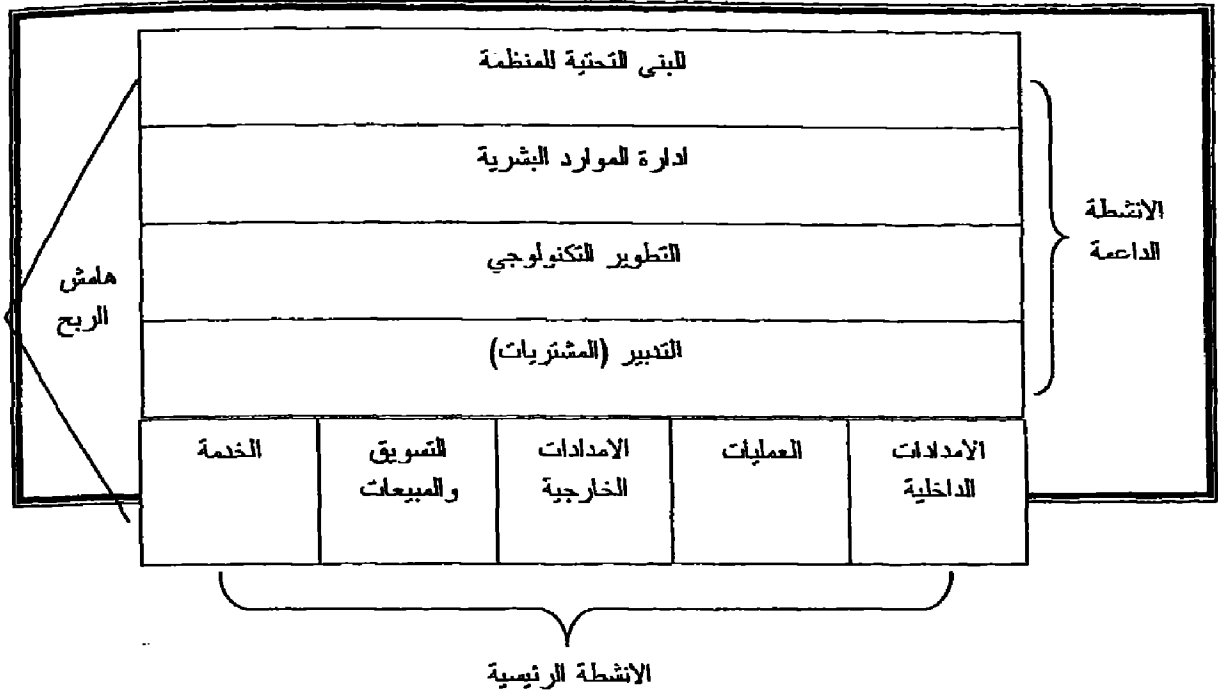 البنى التحتية للمنظمة
ادارة الموارد البشرية
التطوير التكنولوجي
التدبير (المشتريات)
الانشطة
الداعمة
هامش
الربح
الامدادات
الداخلية
العمليات
الامدادات
الخارجية
التسويق
والمبيعات
الخدمة
الانشطة الرئيسية